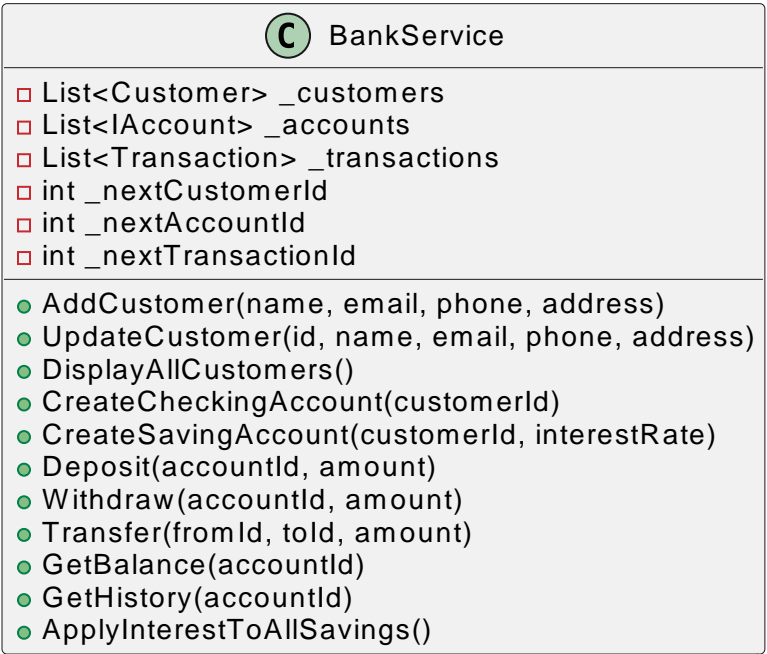 C BankService
List<Customer> _customers
List<IAccount> _accounts
List<Transaction> _transactions
int _nextCustomerId
int _nextAccountId
int _nextTransactionId
AddCustomer(name, email, phone, address)
UpdateCustomer(id, name, email, phone, address)
DisplayAllCustomers()
CreateCheckingAccount(customerId)
CreateSavingAccount(customerId, interestRate)
Deposit(accountId, amount)
Withdraw(accountId, amount)
Transfer(fromId, toId, amount)
GetBalance(accountId)
GetHistory(accountId)
ApplyInterestToAllSavings()